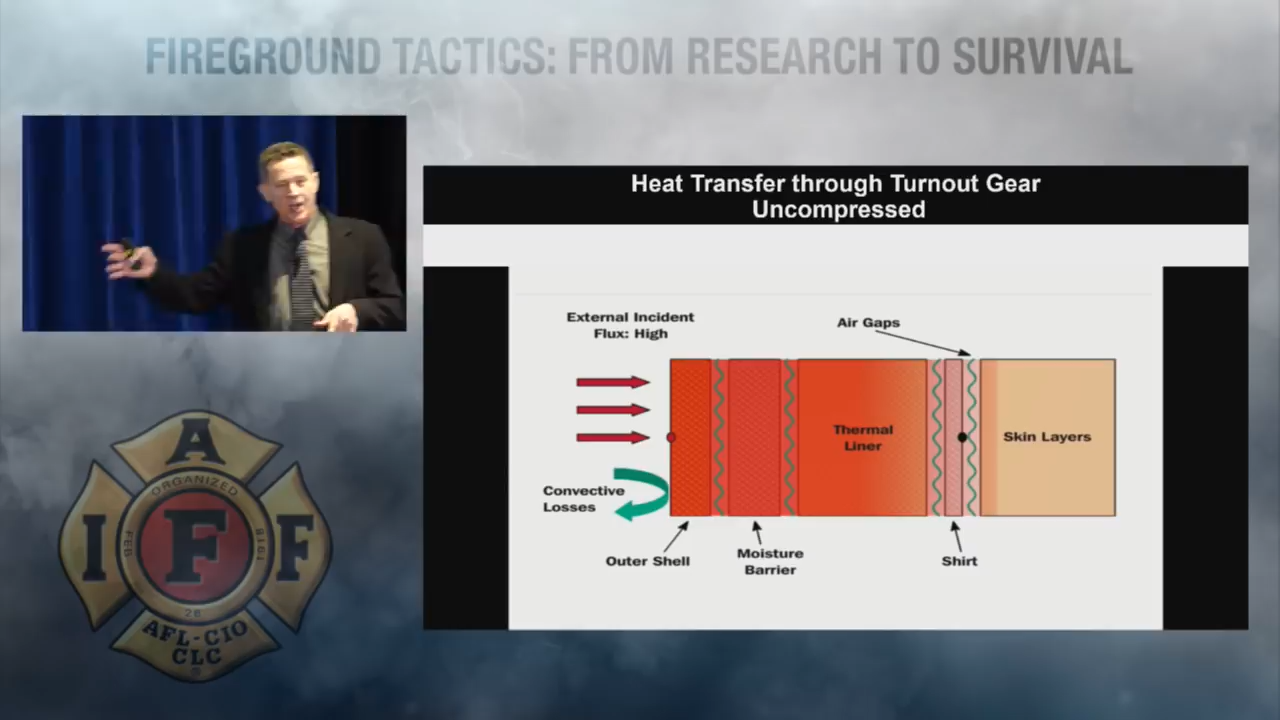 FIREGROUND TACTICS: FROM RESEARCH TO SURVIVAL
Heat Transfer through Turnout Gear
Uncompressed
External Incident
Flux: High
Air Gaps
Thermal
Liner
Skin Layers
Convective
Losses
Outer Shell
Moisture
Barrier
Shirt
A
ORGANIZED
I
F
F
FEB
1918
28
AFL-CIO
CLC